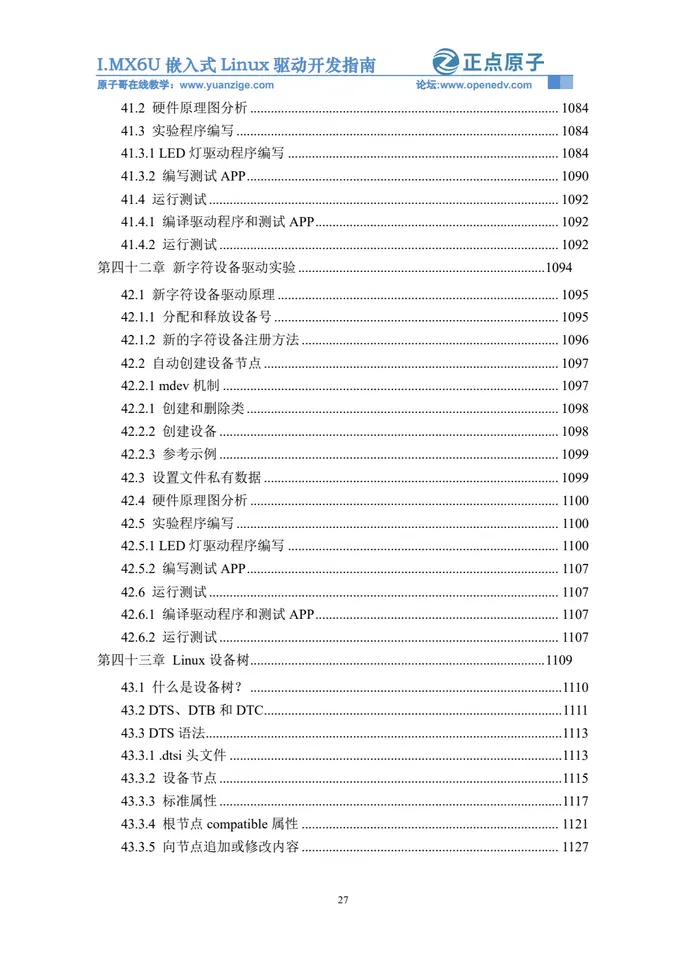 I.MX6U 嵌入式 Linux 驱动开发指南
正点原子
原子哥在线教学：www.yuanzige.com 论坛:www.openedv.com
41.2 硬件原理图分析 ........ 1084
41.3 实验程序编写 ........ 1084
41.3.1 LED 灯驱动程序编写 ........ 1084
41.3.2 编写测试 APP ........ 1090
41.4 运行测试 ........ 1092
41.4.1 编译驱动程序和测试 APP ........ 1092
41.4.2 运行测试 ........ 1092
第四十二章 新字符设备驱动实验 ........ 1094
42.1 新字符设备驱动原理 ........ 1095
42.1.1 分配和释放设备号 ........ 1095
42.1.2 新的字符设备注册方法 ........ 1096
42.2 自动创建设备节点 ........ 1097
42.2.1 mdev 机制 ........ 1097
42.2.1 创建和删除类 ........ 1098
42.2.2 创建设备 ........ 1098
42.2.3 参考示例 ........ 1099
42.3 设置文件私有数据 ........ 1099
42.4 硬件原理图分析 ........ 1100
42.5 实验程序编写 ........ 1100
42.5.1 LED 灯驱动程序编写 ........ 1100
42.5.2 编写测试 APP ........ 1107
42.6 运行测试 ........ 1107
42.6.1 编译驱动程序和测试 APP ........ 1107
42.6.2 运行测试 ........ 1107
第四十三章 Linux 设备树 ........ 1109
43.1 什么是设备树？ ........ 1110
43.2 DTS、DTB 和 DTC ........ 1111
43.3 DTS 语法 ........ 1113
43.3.1 .dtsi 头文件 ........ 1113
43.3.2 设备节点 ........ 1115
43.3.3 标准属性 ........ 1117
43.3.4 根节点 compatible 属性 ........ 1121
43.3.5 向节点追加或修改内容 ........ 1127
27